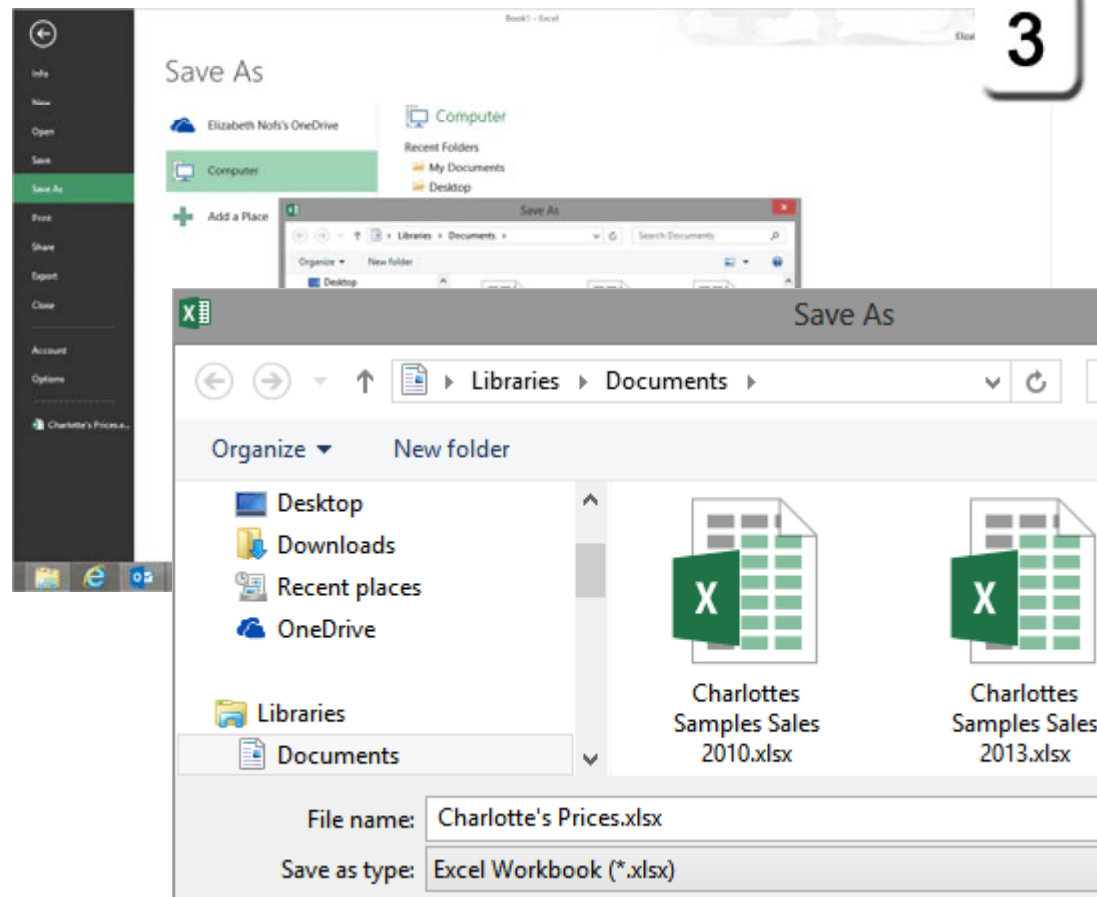 Book1 - Excel
3
Info
New
Open
Save
Save As
Print
Share
Export
Close
Account
Options
Charlotte's Prices.x...
Save As
Elizabeth Nofs's OneDrive
Computer
Add a Place
Computer
Recent Folders
My Documents
Desktop
Save As
Libraries Documents
Search Documents
Organize New folder
Desktop
Save As
Libraries Documents
Organize New folder
Desktop
Downloads
Recent places
OneDrive
Libraries
Documents
Charlottes
Samples Sales
2010.xlsx
Charlottes
Samples Sales
2013.xlsx
File name: Charlotte's Prices.xlsx
Save as type: Excel Workbook (*.xlsx)